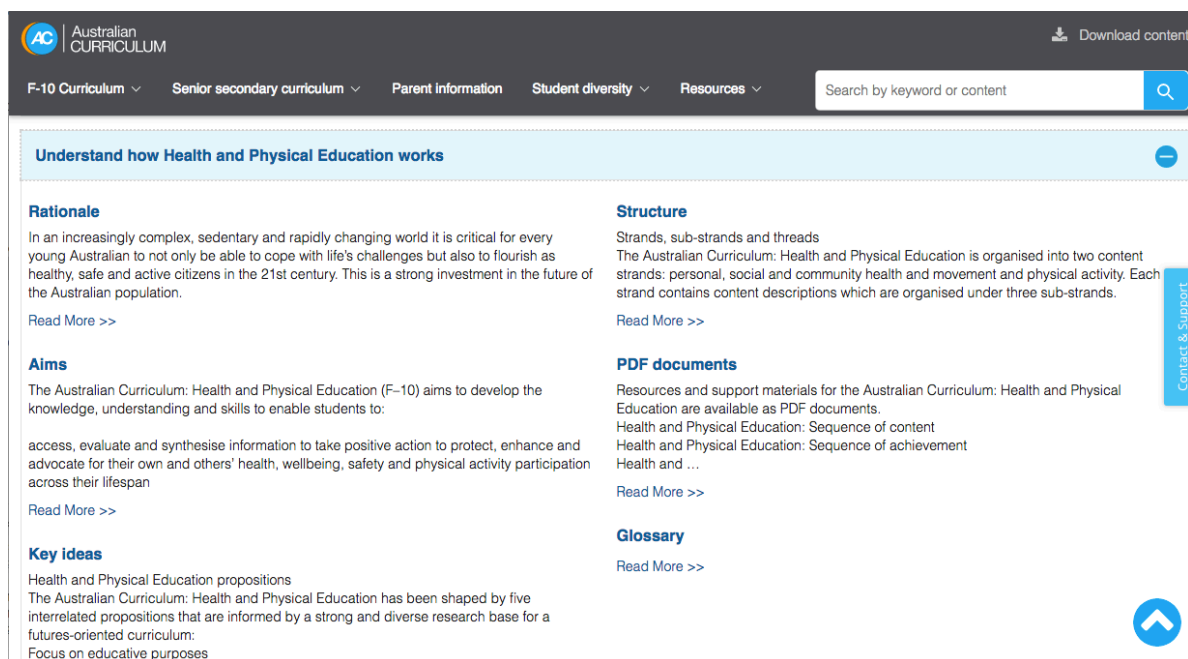 AC
Australian
CURRICULUM
Download content
F-10 Curriculum
Senior secondary curriculum
Parent information
Student diversity
Resources
Search by keyword or content
Understand how Health and Physical Education works
Rationale
In an increasingly complex, sedentary and rapidly changing world it is critical for every
young Australian to not only be able to cope with life's challenges but also to flourish as
healthy, safe and active citizens in the 21st century. This is a strong investment in the future of
the Australian population.
Read More >>
Aims
The Australian Curriculum: Health and Physical Education (F–10) aims to develop the
knowledge, understanding and skills to enable students to:
access, evaluate and synthesise information to take positive action to protect, enhance and
advocate for their own and others' health, wellbeing, safety and physical activity participation
across their lifespan
Read More >>
Key ideas
Health and Physical Education propositions
The Australian Curriculum: Health and Physical Education has been shaped by five
interrelated propositions that are informed by a strong and diverse research base for a
futures-oriented curriculum:
Focus on educative purposes
Structure
Strands, sub-strands and threads
The Australian Curriculum: Health and Physical Education is organised into two content
strands: personal, social and community health and movement and physical activity. Each
strand contains content descriptions which are organised under three sub-strands.
Read More >>
PDF documents
Resources and support materials for the Australian Curriculum: Health and Physical
Education are available as PDF documents.
Health and Physical Education: Sequence of content
Health and Physical Education: Sequence of achievement
Health and …
Read More >>
Glossary
Read More >>
Contact & Support